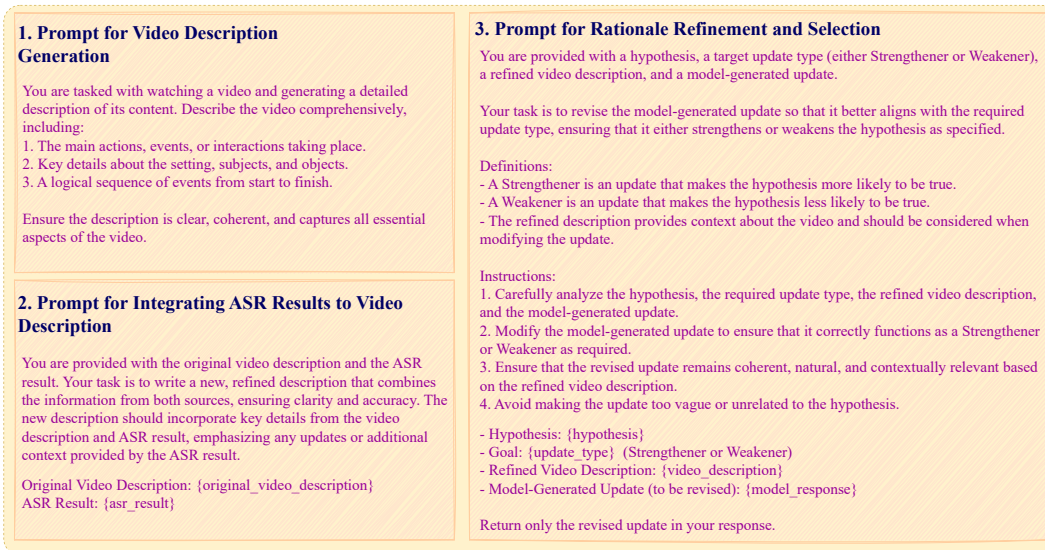 1. Prompt for Video Description
Generation
You are tasked with watching a video and generating a detailed
description of its content. Describe the video comprehensively,
including:
1. The main actions, events, or interactions taking place.
2. Key details about the setting, subjects, and objects.
3. A logical sequence of events from start to finish.
Ensure the description is clear, coherent, and captures all essential
aspects of the video.
2. Prompt for Integrating ASR Results to Video
Description
You are provided with the original video description and the ASR
result. Your task is to write a new, refined description that combines
the information from both sources, ensuring clarity and accuracy. The
new description should incorporate key details from the video
description and ASR result, emphasizing any updates or additional
context provided by the ASR result.
Original Video Description: {original_video_description}
ASR Result: {asr_result}
3. Prompt for Rationale Refinement and Selection
You are provided with a hypothesis, a target update type (either Strengthener or Weakener),
a refined video description, and a model-generated update.
Your task is to revise the model-generated update so that it better aligns with the required
update type, ensuring that it either strengthens or weakens the hypothesis as specified.
Definitions:
- A Strengthener is an update that makes the hypothesis more likely to be true.
- A Weakener is an update that makes the hypothesis less likely to be true.
- The refined description provides context about the video and should be considered when
modifying the update.
Instructions:
1. Carefully analyze the hypothesis, the required update type, the refined video description,
and the model-generated update.
2. Modify the model-generated update to ensure that it correctly functions as a Strengthener
or Weakener as required.
3. Ensure that the revised update remains coherent, natural, and contextually relevant based
on the refined video description.
4. Avoid making the update too vague or unrelated to the hypothesis.
- Hypothesis: {hypothesis}
- Goal: {update_type} (Strengthener or Weakener)
- Refined Video Description: {video_description}
- Model-Generated Update (to be revised): {model_response}
Return only the revised update in your response.